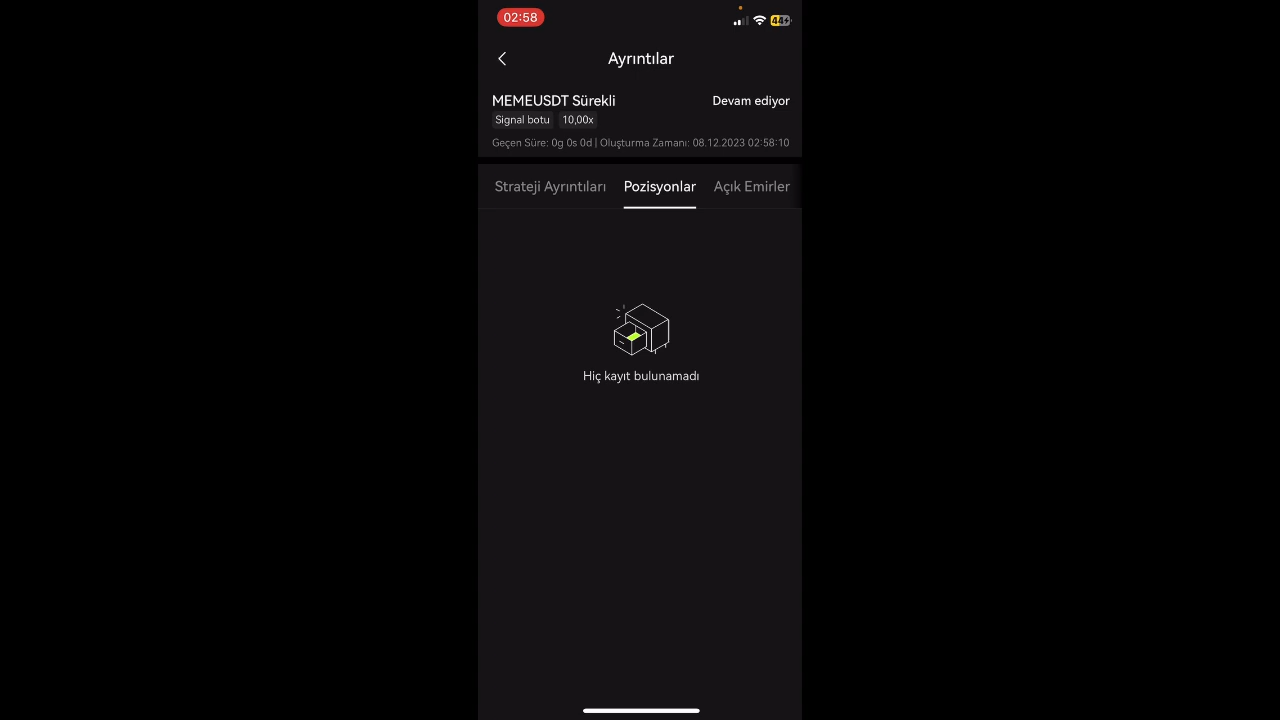 02:58
44
Ayrıntılar
MEMEUSDT Sürekli
Devam ediyor
Signal botu
10,00x
Geçen Süre: 0g 0s 0d | Oluşturma Zamanı: 08.12.2023 02:58:10
Strateji Ayrıntıları
Pozisyonlar
Açık Emirler
Hiç kayıt bulunamadı